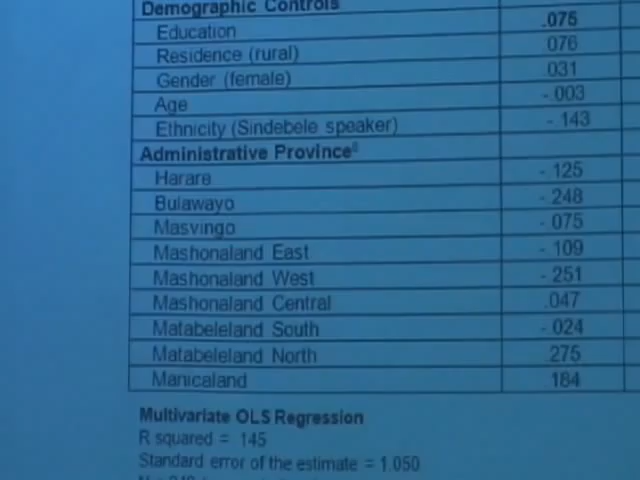 Demographic Controls
Education .075
Residence (rural) .076
Gender (female) .031
Age -.003
Ethnicity (Sindebele speaker) -.143
Administrative Province
Harare -.125
Bulawayo -.248
Masvingo -.075
Mashonaland East -.109
Mashonaland West -.251
Mashonaland Central .047
Matabeleland South -.024
Matabeleland North .275
Manicaland .184
Multivariate OLS Regression
R squared = .145
Standard error of the estimate = 1.050